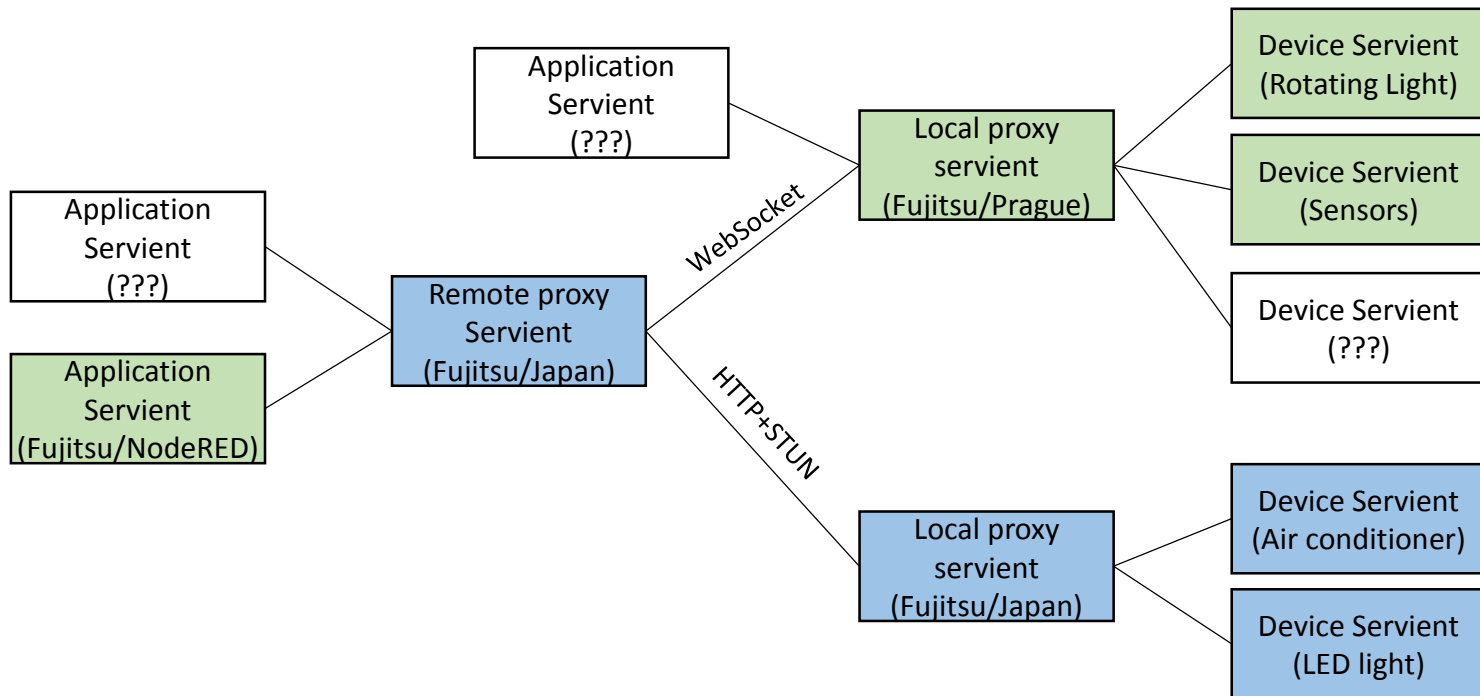 Application
Servient
(???)
Device Servient
(Rotating Light)
Local proxy
servient
(Fujitsu/Prague)
Device Servient
(Sensors)
Application
Servient
(???)
WebSocket
Remote proxy
Servient
(Fujitsu/Japan)
Device Servient
(???)
Application
Servient
(Fujitsu/NodeRED)
HTTP+STUN
Local proxy
servient
(Fujitsu/Japan)
Device Servient
(Air conditioner)
Device Servient
(LED light)